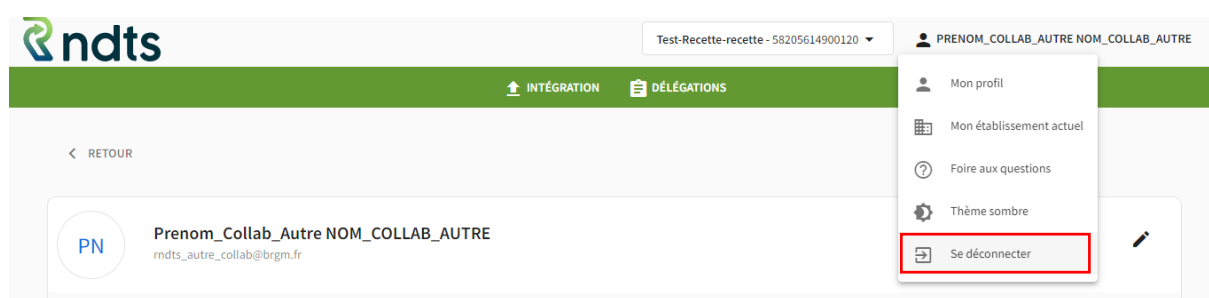 rndts
Test-Recette-recette - 58205614900120
PRENOM_COLLAB_AUTRE NOM_COLLAB_AUTRE
INTÉGRATION
DÉLÉGATIONS
Mon profil
Mon établissement actuel
RETOUR
Foire aux questions
Thème sombre
PN
Prenom_Collab_Autre NOM_COLLAB_AUTRE
rndts_autre_collab@brgm.fr
Se déconnecter